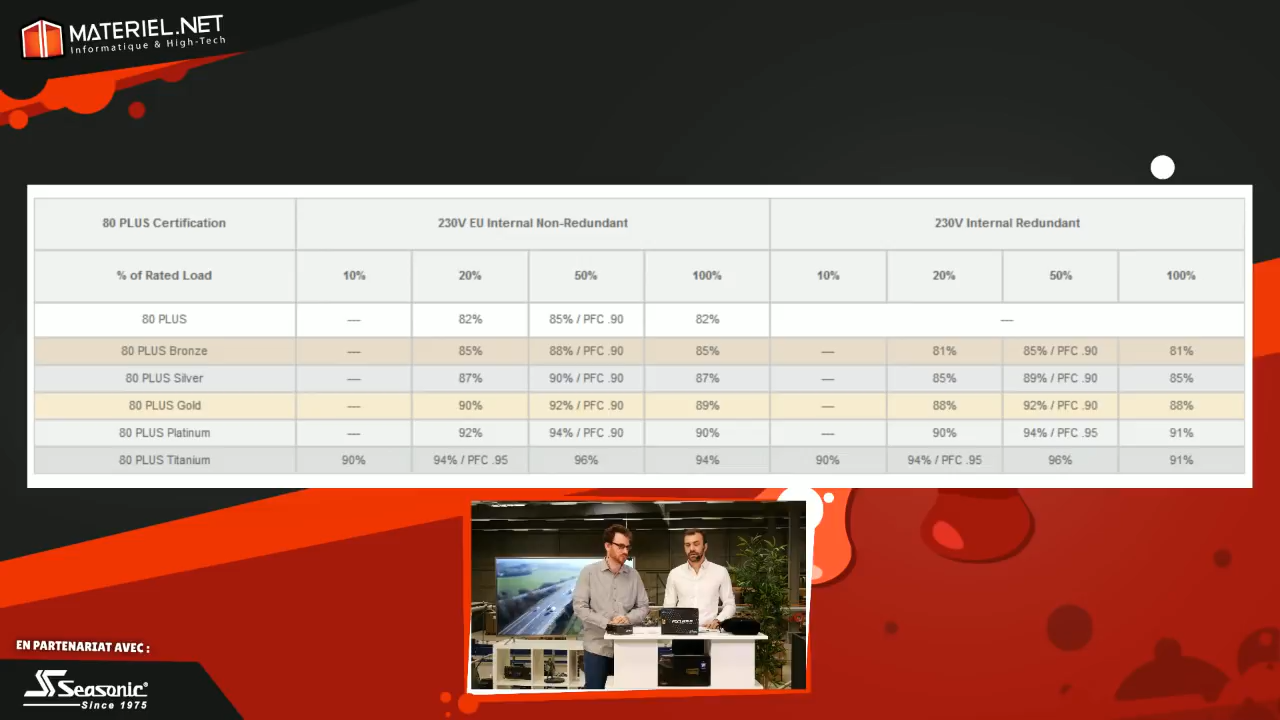 MATERIEL.NET
Informatique & High-Tech
80 PLUS Certification 230V EU Internal Non-Redundant 230V Internal Redundant
% of Rated Load 10% 20% 50% 100% 10% 20% 50% 100%
80 PLUS — 82% 85% / PFC .90 82% —
80 PLUS Bronze — 85% 88% / PFC .90 85% — 81% 85% / PFC .90 81%
80 PLUS Silver — 87% 90% / PFC .90 87% — 85% 89% / PFC .90 85%
80 PLUS Gold — 90% 92% / PFC .90 89% — 88% 92% / PFC .90 88%
80 PLUS Platinum — 92% 94% / PFC .90 90% — 90% 94% / PFC .95 91%
80 PLUS Titanium 90% 94% / PFC .95 96% 94% 90% 94% / PFC .95 96% 91%
EN PARTENARIAT AVEC :
Seasonic®
Since 1975